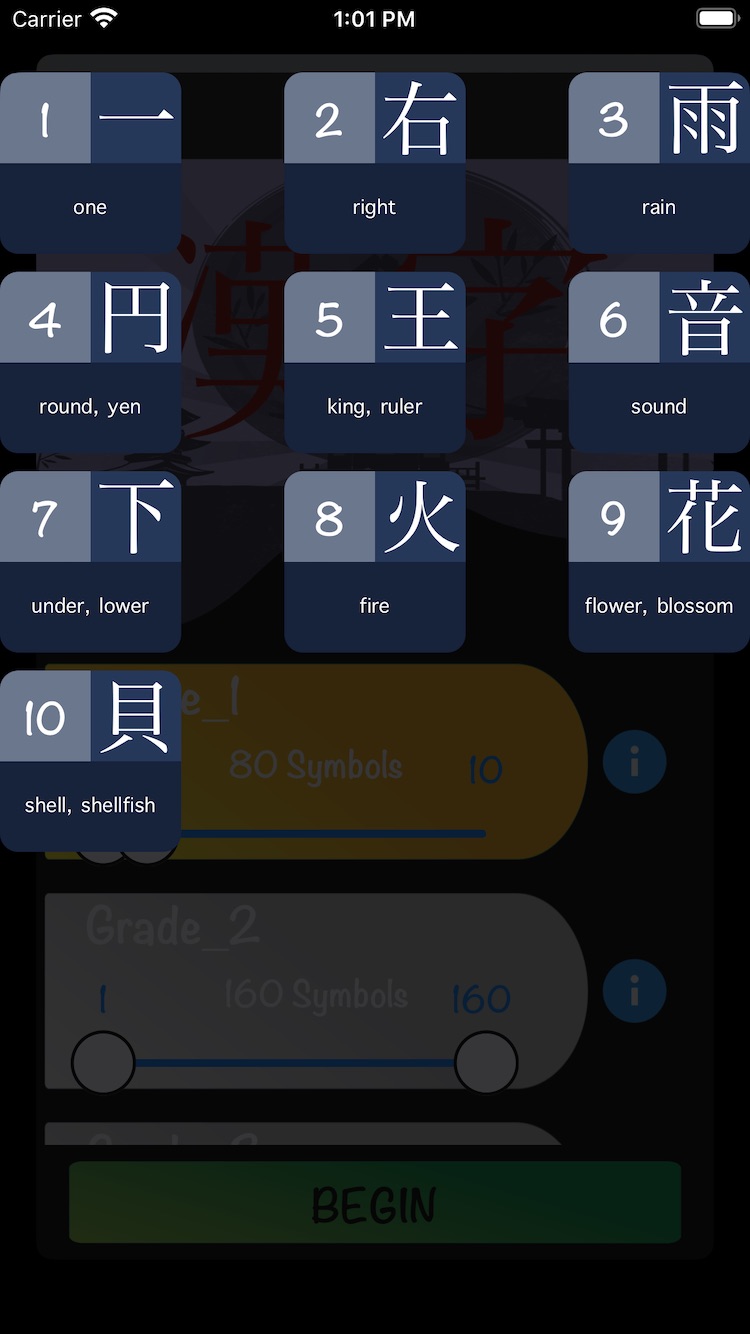 Carrier 1:01 PM
1 一
one
2 右
right
3 雨
rain
4 円
round, yen
5 王
king, ruler
6 音
sound
7 下
under, lower
8 火
fire
9 花
flower, blossom
10 貝
shell, shellfish
漢字
e_1
80 Symbols 10
Grade_2
1 160 Symbols 160
BEGIN